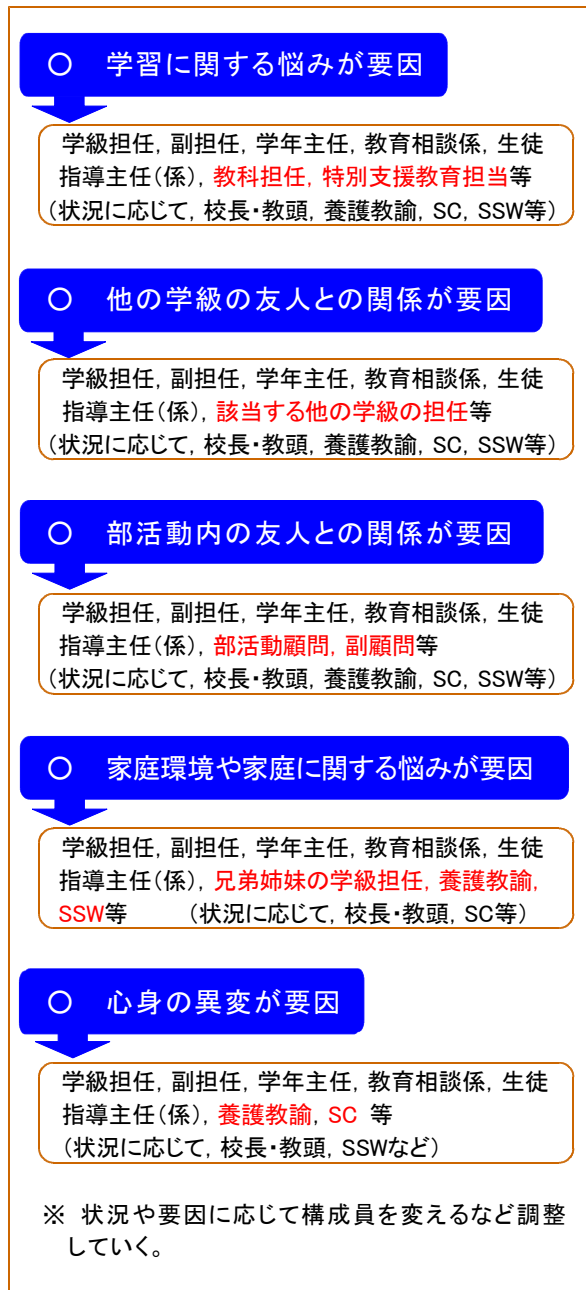 ○ 学習に関する悩みが要因
学級担任，副担任，学年主任，教育相談係，生徒
指導主任（係），教科担任，特別支援教育担当等
（状況に応じて，校長・教頭，養護教諭，SC，SSW等）
○ 他の学級の友人との関係が要因
学級担任，副担任，学年主任，教育相談係，生徒
指導主任（係），該当する他の学級の担任等
（状況に応じて，校長・教頭，養護教諭，SC，SSW等）
○ 部活動内の友人との関係が要因
学級担任，副担任，学年主任，教育相談係，生徒
指導主任（係），部活動顧問，副顧問等
（状況に応じて，校長・教頭，養護教諭，SC，SSW等）
○ 家庭環境や家庭に関する悩みが要因
学級担任，副担任，学年主任，教育相談係，生徒
指導主任（係），兄弟姉妹の学級担任，養護教諭，
SSW等 （状況に応じて，校長・教頭，SC等）
○ 心身の異変が要因
学級担任，副担任，学年主任，教育相談係，生徒
指導主任（係），養護教諭，SC 等
（状況に応じて，校長・教頭，SSWなど）
※ 状況や要因に応じて構成員を変えるなど調整
していく。